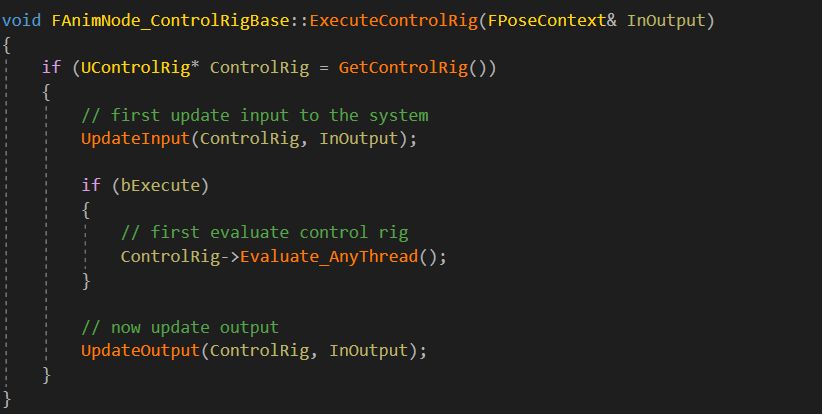 void FAnimNode_ControlRigBase::ExecuteControlRig(FPoseContext& InOutput)
{
if (UControlRig* ControlRig = GetControlRig())
{
// first update input to the system
UpdateInput(ControlRig, InOutput);
if (bExecute)
{
// first evaluate control rig
ControlRig->Evaluate_AnyThread();
}
// now update output
UpdateOutput(ControlRig, InOutput);
}
}